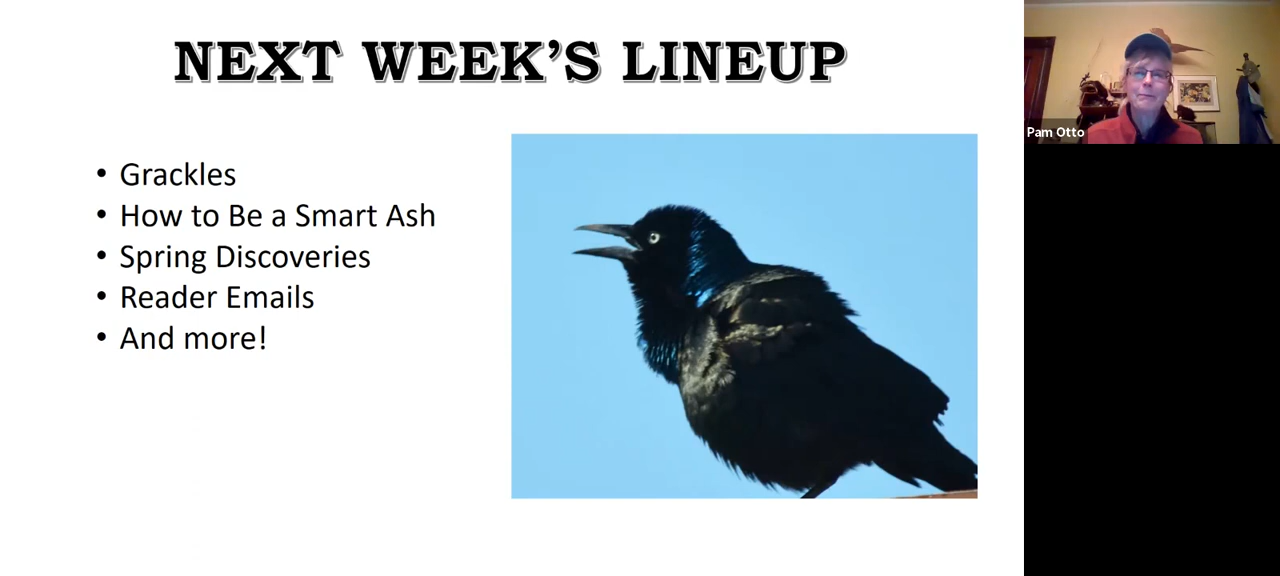 NEXT WEEK'S LINEUP
• Grackles
• How to Be a Smart Ash
• Spring Discoveries
• Reader Emails
• And more!
Pam Otto